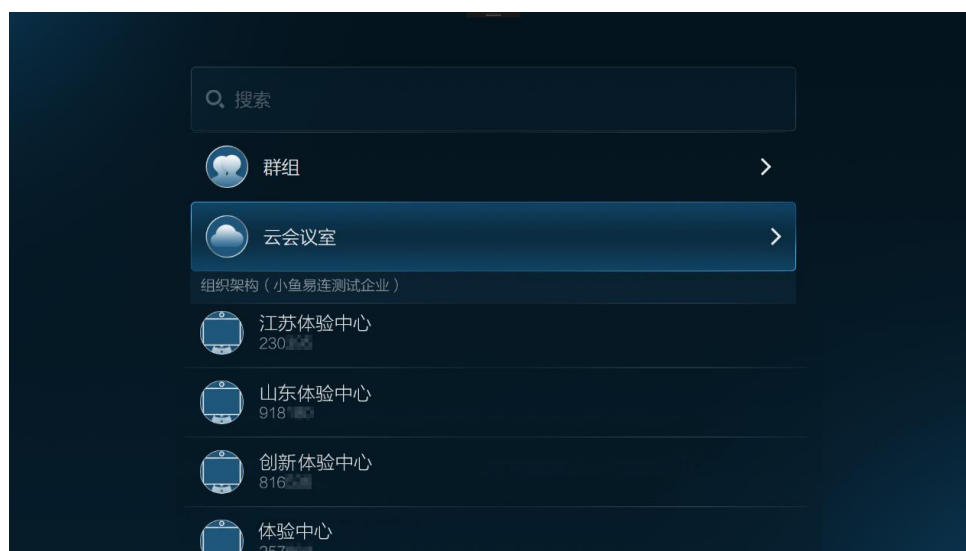 搜索
群组
云会议室
组织架构（小鱼易连测试企业）
江苏体验中心
230
山东体验中心
918
创新体验中心
816
体验中心